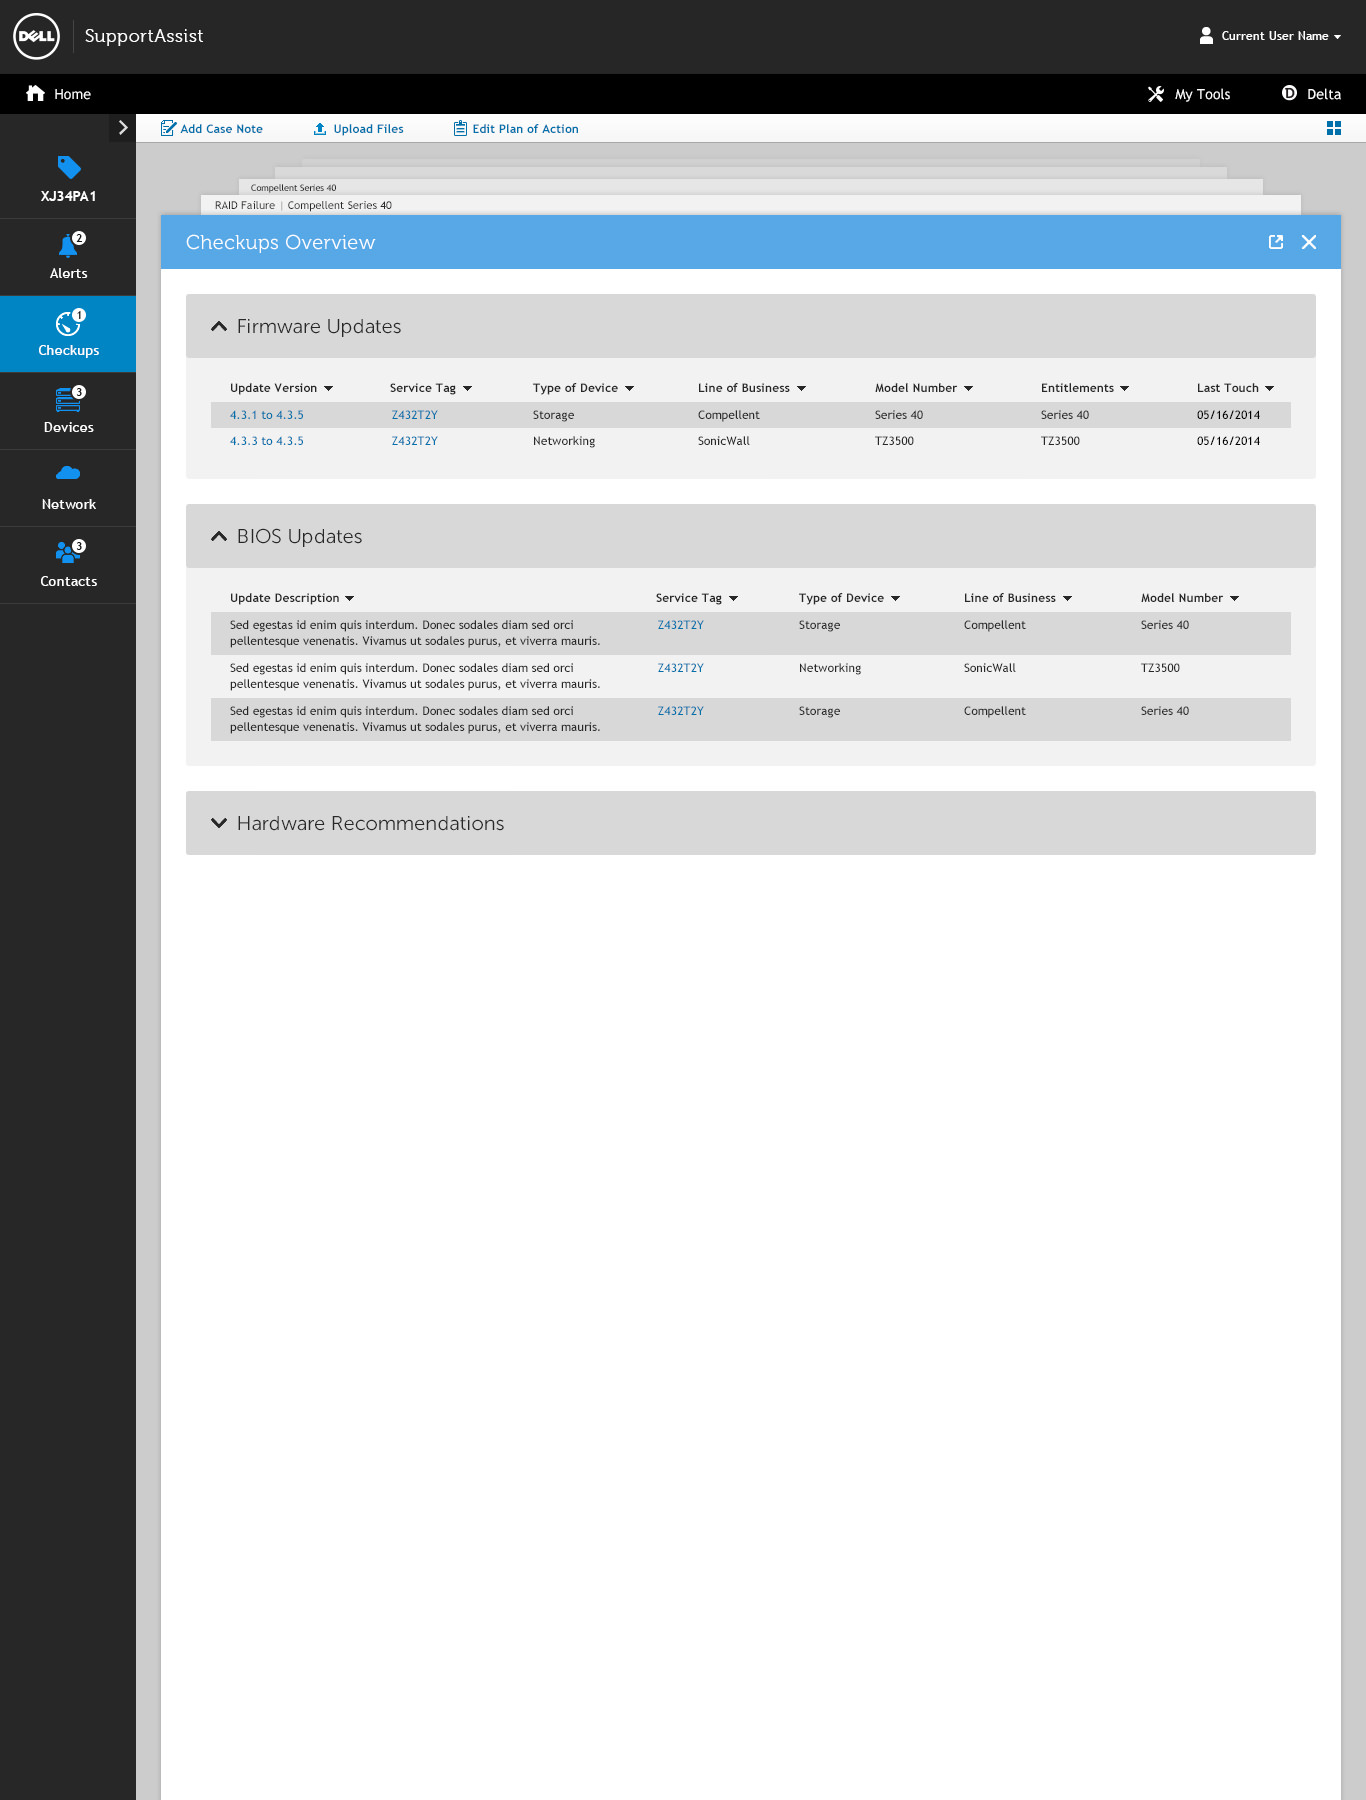 DELL SupportAssist
Current User Name
Home
My Tools
D Delta
Add Case Note Upload Files Edit Plan of Action
XJ34PA1
2
Alerts
1
Checkups
3
Devices
Network
3
Contacts
Compellent Series 40
RAID Failure | Compellent Series 40
Checkups Overview
Firmware Updates
Update Version Service Tag Type of Device Line of Business Model Number Entitlements Last Touch
4.3.1 to 4.3.5 Z432T2Y Storage Compellent Series 40 Series 40 05/16/2014
4.3.3 to 4.3.5 Z432T2Y Networking SonicWall TZ3500 TZ3500 05/16/2014
BIOS Updates
Update Description Service Tag Type of Device Line of Business Model Number
Sed egestas id enim quis interdum. Donec sodales diam sed orci Z432T2Y Storage Compellent Series 40
pellentesque venenatis. Vivamus ut sodales purus, et viverra mauris.
Sed egestas id enim quis interdum. Donec sodales diam sed orci Z432T2Y Networking SonicWall TZ3500
pellentesque venenatis. Vivamus ut sodales purus, et viverra mauris.
Sed egestas id enim quis interdum. Donec sodales diam sed orci Z432T2Y Storage Compellent Series 40
pellentesque venenatis. Vivamus ut sodales purus, et viverra mauris.
Hardware Recommendations